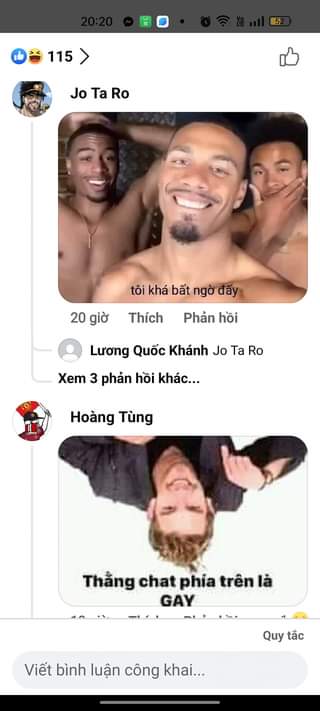 20:20
52
115
Jo Ta Ro
tôi khá bất ngờ đấy
20 giờ Thích Phản hồi
Lương Quốc Khánh Jo Ta Ro
Xem 3 phản hồi khác...
Hoàng Tùng
Thằng chat phía trên là
GAY
Quy tắc
Viết bình luận công khai...